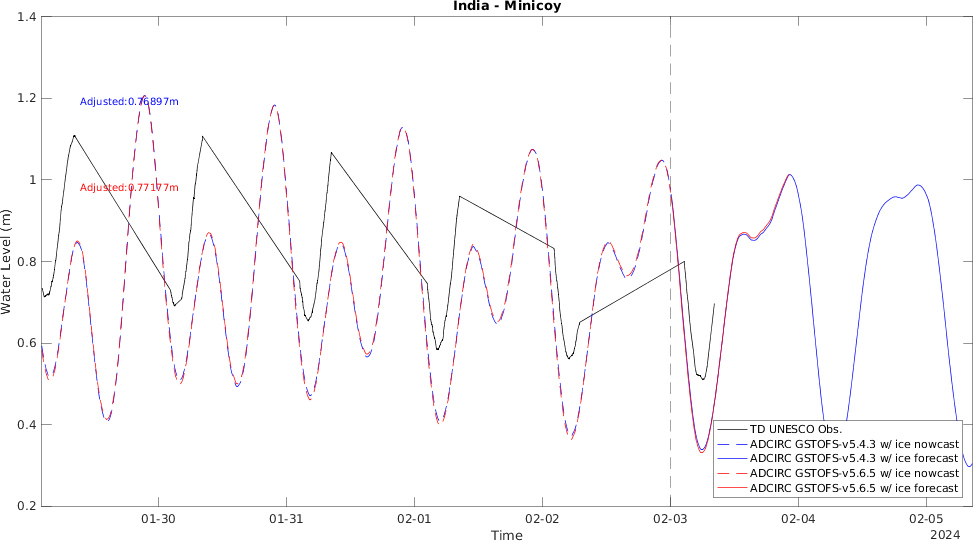 India - Minicoy
1.4
1.2
1
0.8
0.6
0.4
0.2
Water Level (m)
Adjusted:0.76897m
Adjusted:0.77177m
TD UNESCO Obs.
ADCIRC GSTOFS-v5.4.3 w/ ice nowcast
ADCIRC GSTOFS-v5.4.3 w/ ice forecast
ADCIRC GSTOFS-v5.6.5 w/ ice nowcast
ADCIRC GSTOFS-v5.6.5 w/ ice forecast
01-30
01-31
02-01
02-02
02-03
02-04
02-05
Time
2024